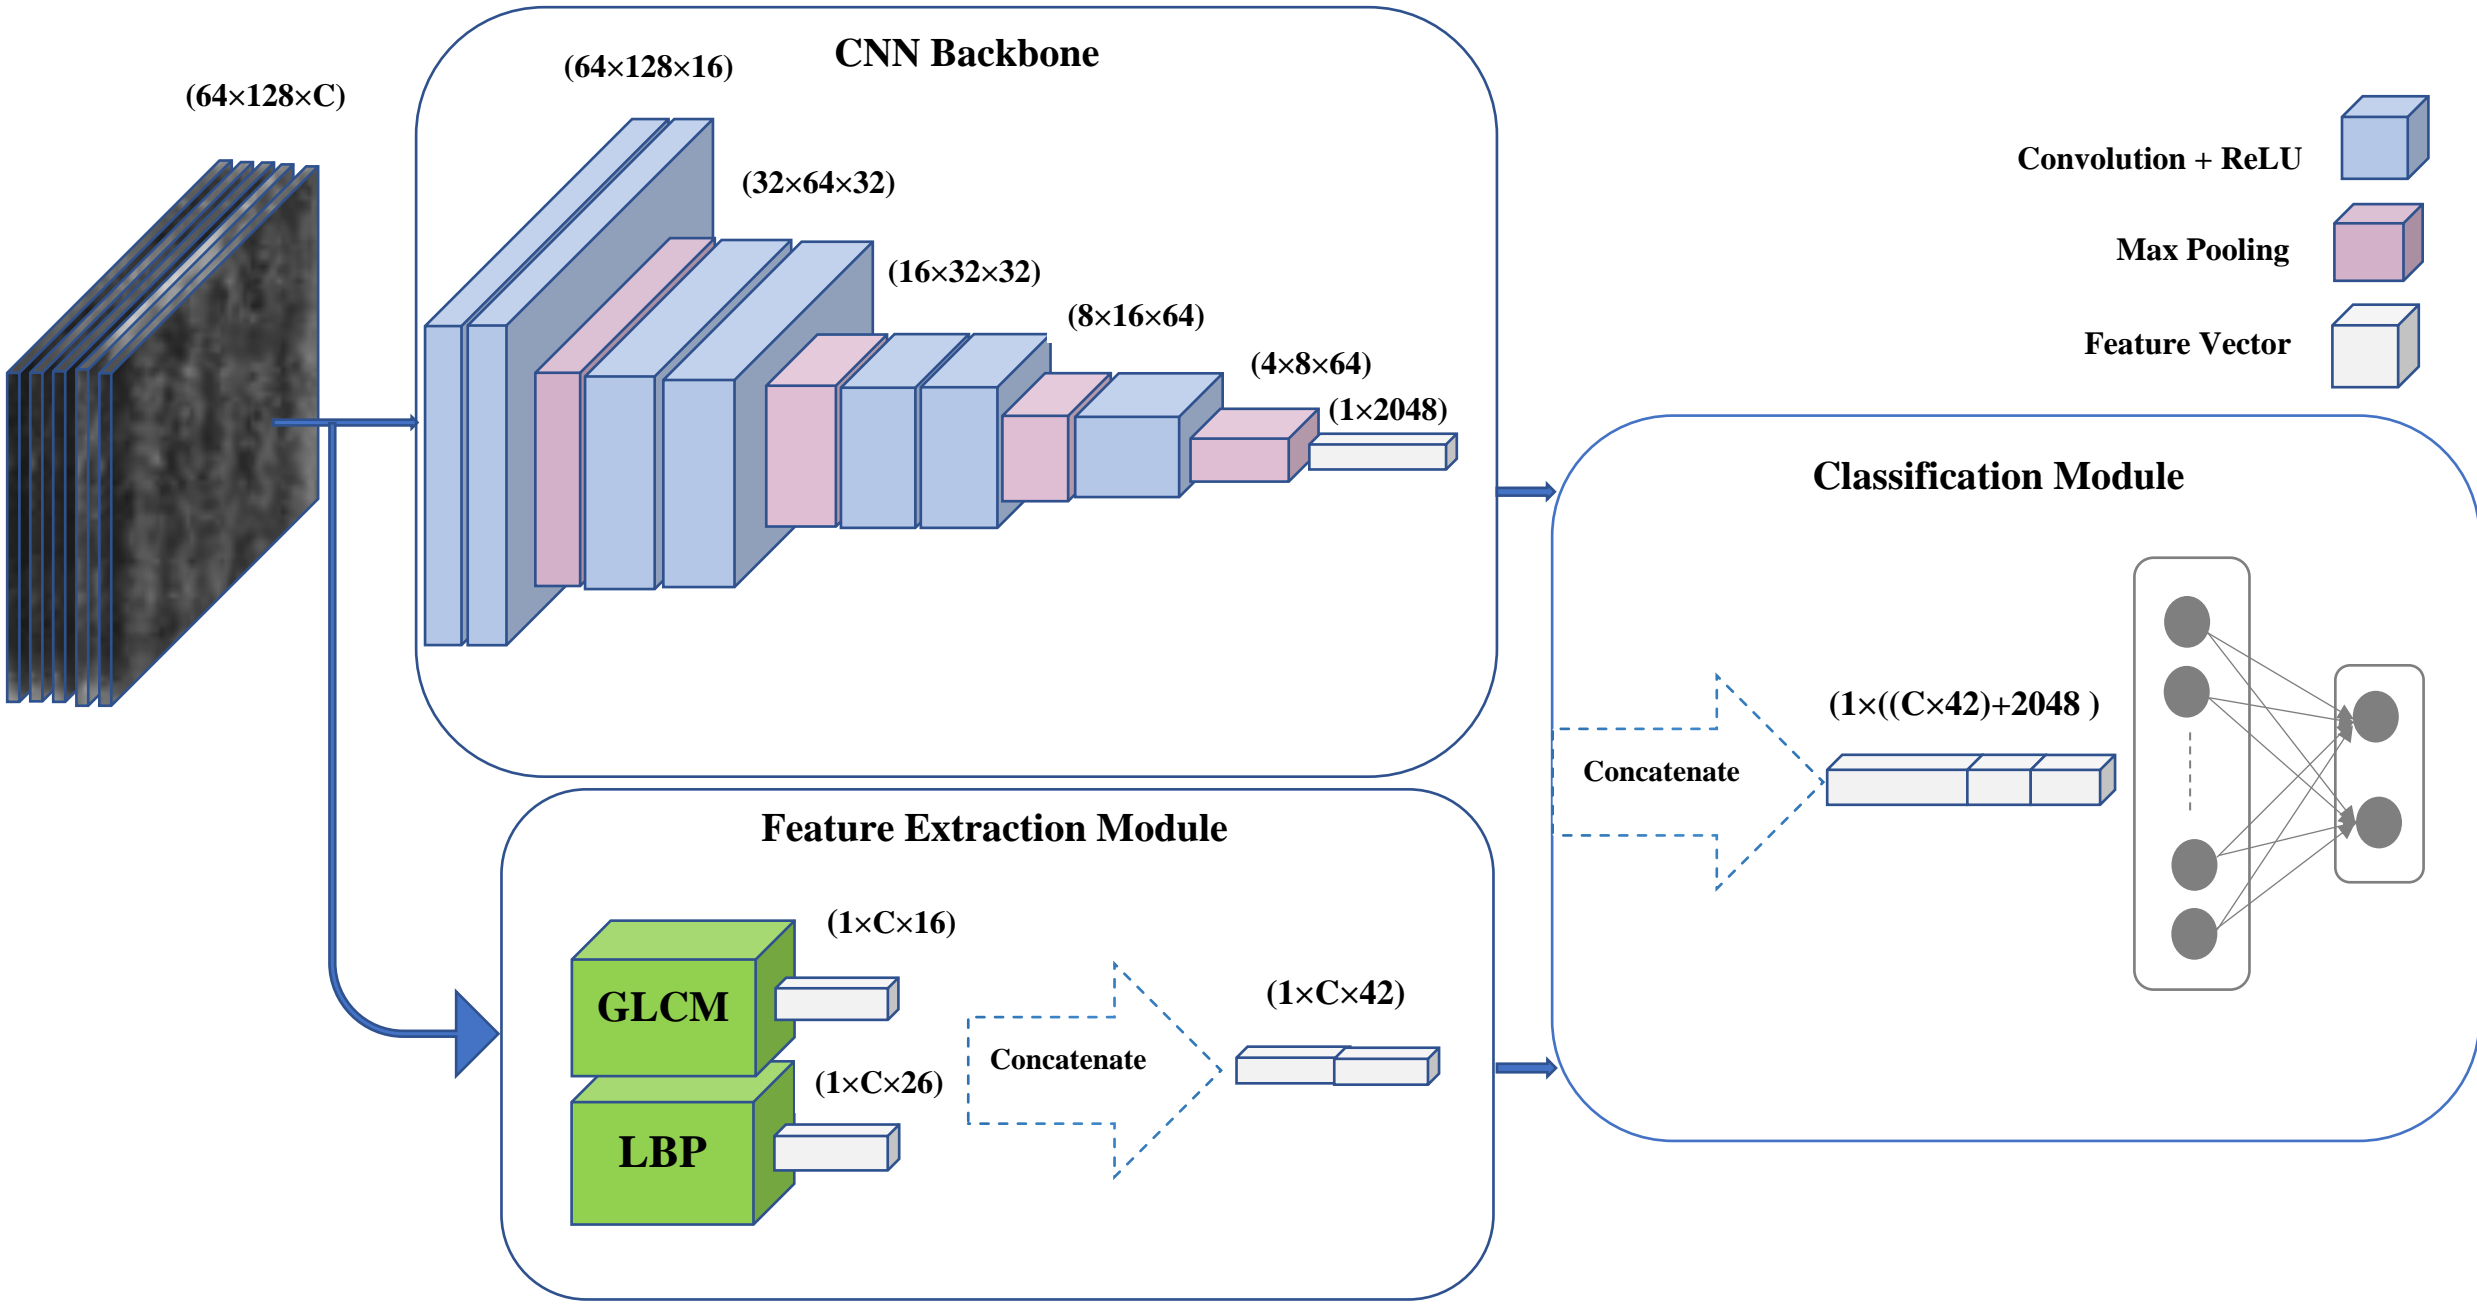 (64×128×C)
CNN Backbone
(64×128×16)
(32×64×32)
(16×32×32)
(8×16×64)
(4×8×64)
(1×2048)
Convolution + ReLU
Max Pooling
Feature Vector
Feature Extraction Module
GLCM
(1×C×16)
LBP
(1×C×26)
Concatenate
(1×C×42)
Classification Module
Concatenate
(1×((C×42)+2048 )